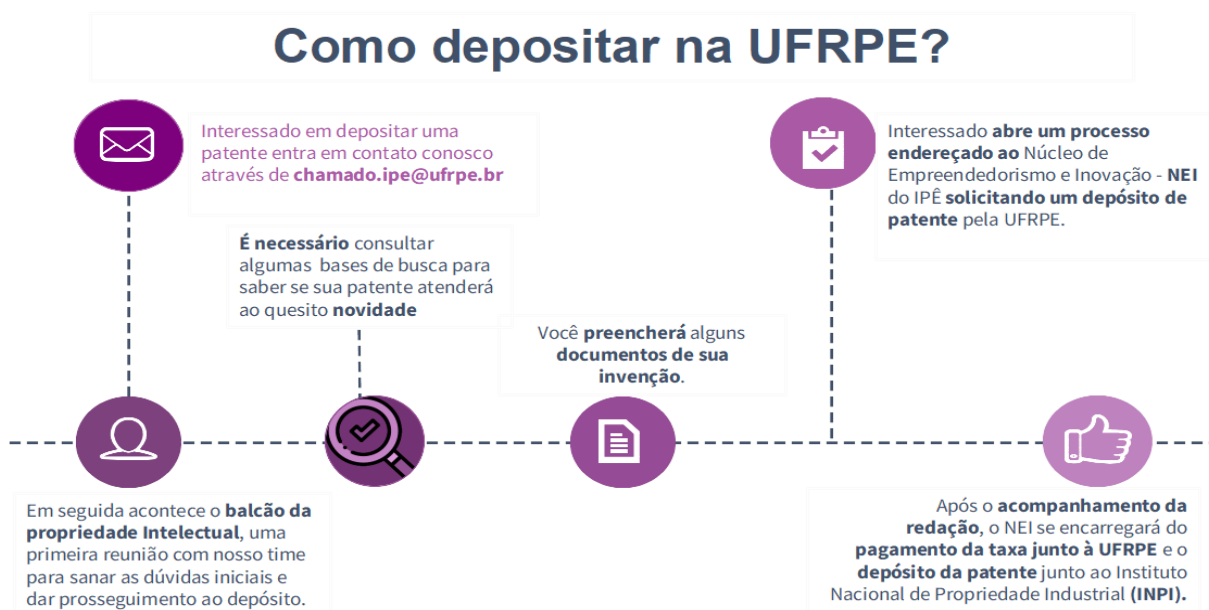 Como depositar na UFRPE?
Interessado em depositar uma
patente entra em contato conosco
através de chamado.ipe@ufrpe.br
Em seguida acontece o balcão da
propriedade Intelectual, uma
primeira reunião com nosso time
para sanar as dúvidas iniciais e
dar prosseguimento ao depósito.
É necessário consultar
algumas bases de busca para
saber se sua patente atenderá
ao quesito novidade
Você preencherá alguns
documentos de sua
invenção.
Interessado abre um processo
endereçado ao Núcleo de
Empreendedorismo e Inovação - NEI
do IPÊ solicitando um depósito de
patente pela UFRPE.
Após o acompanhamento da
redação, o NEI se encarregará do
pagamento da taxa junto à UFRPE e o
depósito da patente junto ao Instituto
Nacional de Propriedade Industrial (INPI).